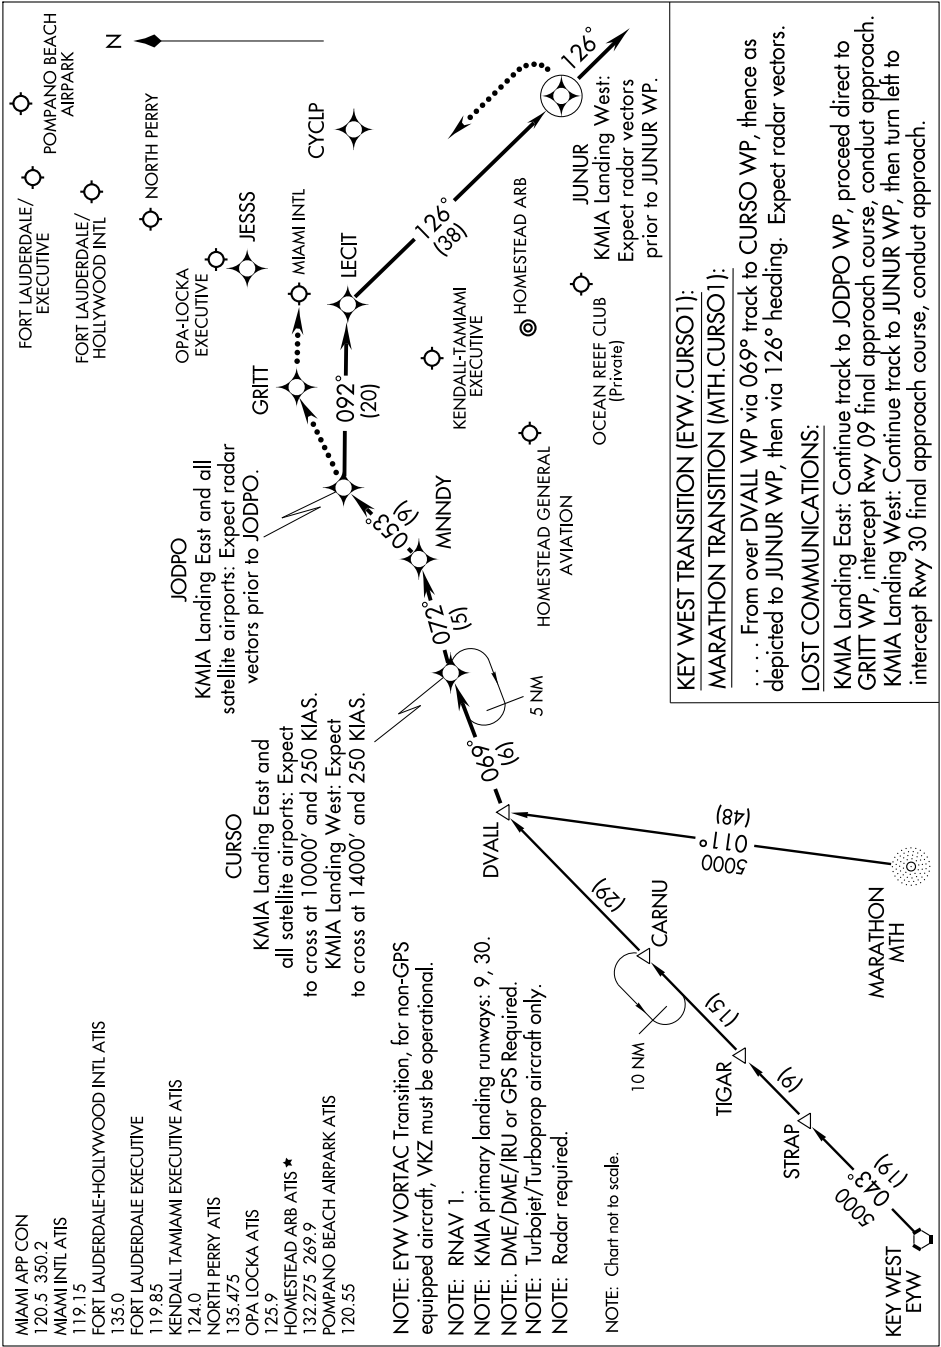 MIAMI APP CON
120.5 350.2
MIAMI INTL ATIS
119.15
FORT LAUDERDALE-HOLLYWOOD INTL ATIS
135.0
FORT LAUDERDALE EXECUTIVE
119.85
KENDALL TAMIAMI EXECUTIVE ATIS
124.0
NORTH PERRY ATIS
135.475
OPA LOCKA ATIS
125.9
HOMESTEAD ARB ATIS ★
132.275 269.9
POMPANO BEACH AIRPARK ATIS
120.55
NOTE: EYW VORTAC Transition, for non-GPS
equipped aircraft, VKZ must be operational.
NOTE: RNAV 1.
NOTE: KMIA primary landing runways: 9, 30.
NOTE: DME/DME/IRU or GPS Required.
NOTE: Turbojet/Turboprop aircraft only.
NOTE: Radar required.
NOTE: Chart not to scale.
CURSO
KMIA Landing East and
all satellite airports: Expect
to cross at 10000' and 250 KIAS.
KMIA Landing West: Expect
to cross at 14000' and 250 KIAS.
JODPO
KMIA Landing East and all
satellite airports: Expect radar
vectors prior to JODPO.
FORT LAUDERDALE/
EXECUTIVE
POMPANO BEACH
AIRPARK
FORT LAUDERDALE/
HOLLYWOOD INTL
NORTH PERRY
N
OPA-LOCKA
EXECUTIVE
JESSS
GRITT
MIAMI INTL
CYCLP
LECIT
092°
(20)
126°
(38)
126°
KENDALL-TAMIAMI
EXECUTIVE
HOMESTEAD ARB
JUNUR
KMIA Landing West:
Expect radar vectors
prior to JUNUR WP.
OCEAN REEF CLUB
(Private)
HOMESTEAD GENERAL
AVIATION
053°
(9)
MNNDY
072°
(5)
5 NM
069°
(6)
DVALL
(29)
CARNU
10 NM
(15)
TIGAR
(9)
STRAP
5000
043°
(19)
KEY WEST
EYW
5000
011°
(48)
MARATHON
MTH
KEY WEST TRANSITION (EYW.CURSO1):
MARATHON TRANSITION (MTH.CURSO1):
. . . . From over DVALL WP via 069° track to CURSO WP, thence as
depicted to JUNUR WP, then via 126° heading. Expect radar vectors.
LOST COMMUNICATIONS:
KMIA Landing East: Continue track to JODPO WP, proceed direct to
GRITT WP, intercept Rwy 09 final approach course, conduct approach.
KMIA Landing West: Continue track to JUNUR WP, then turn left to
intercept Rwy 30 final approach course, conduct approach.